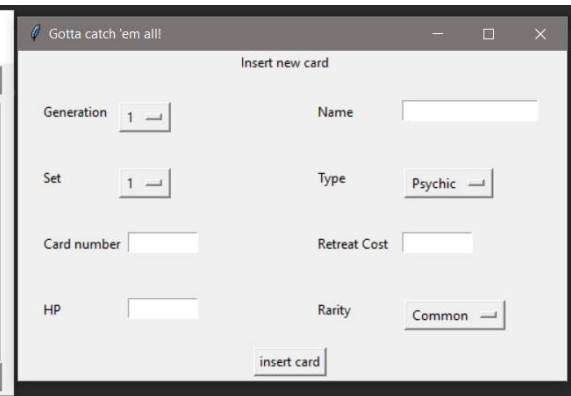 Gotta catch 'em all!
Insert new card
Generation 1 Name
Set 1 Type Psychic
Card number Retreat Cost
HP Rarity Common
insert card